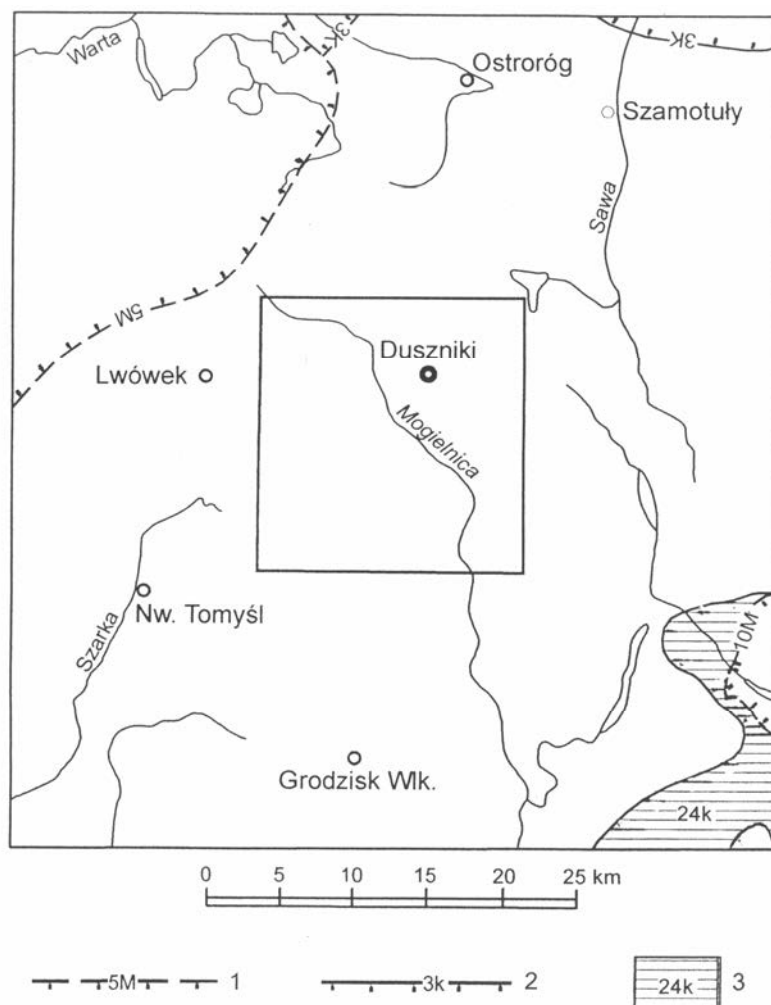 Warta
3K
3K
Ostroróg
Szamotuły
Sawa
5M
Lwówek
Duszniki
Mogielnica
Nw. Tomyśl
Szarka
10M
Grodzisk Wlk.
24k
0 5 10 15 20 25 km
5M 1 3k 2 24k 3